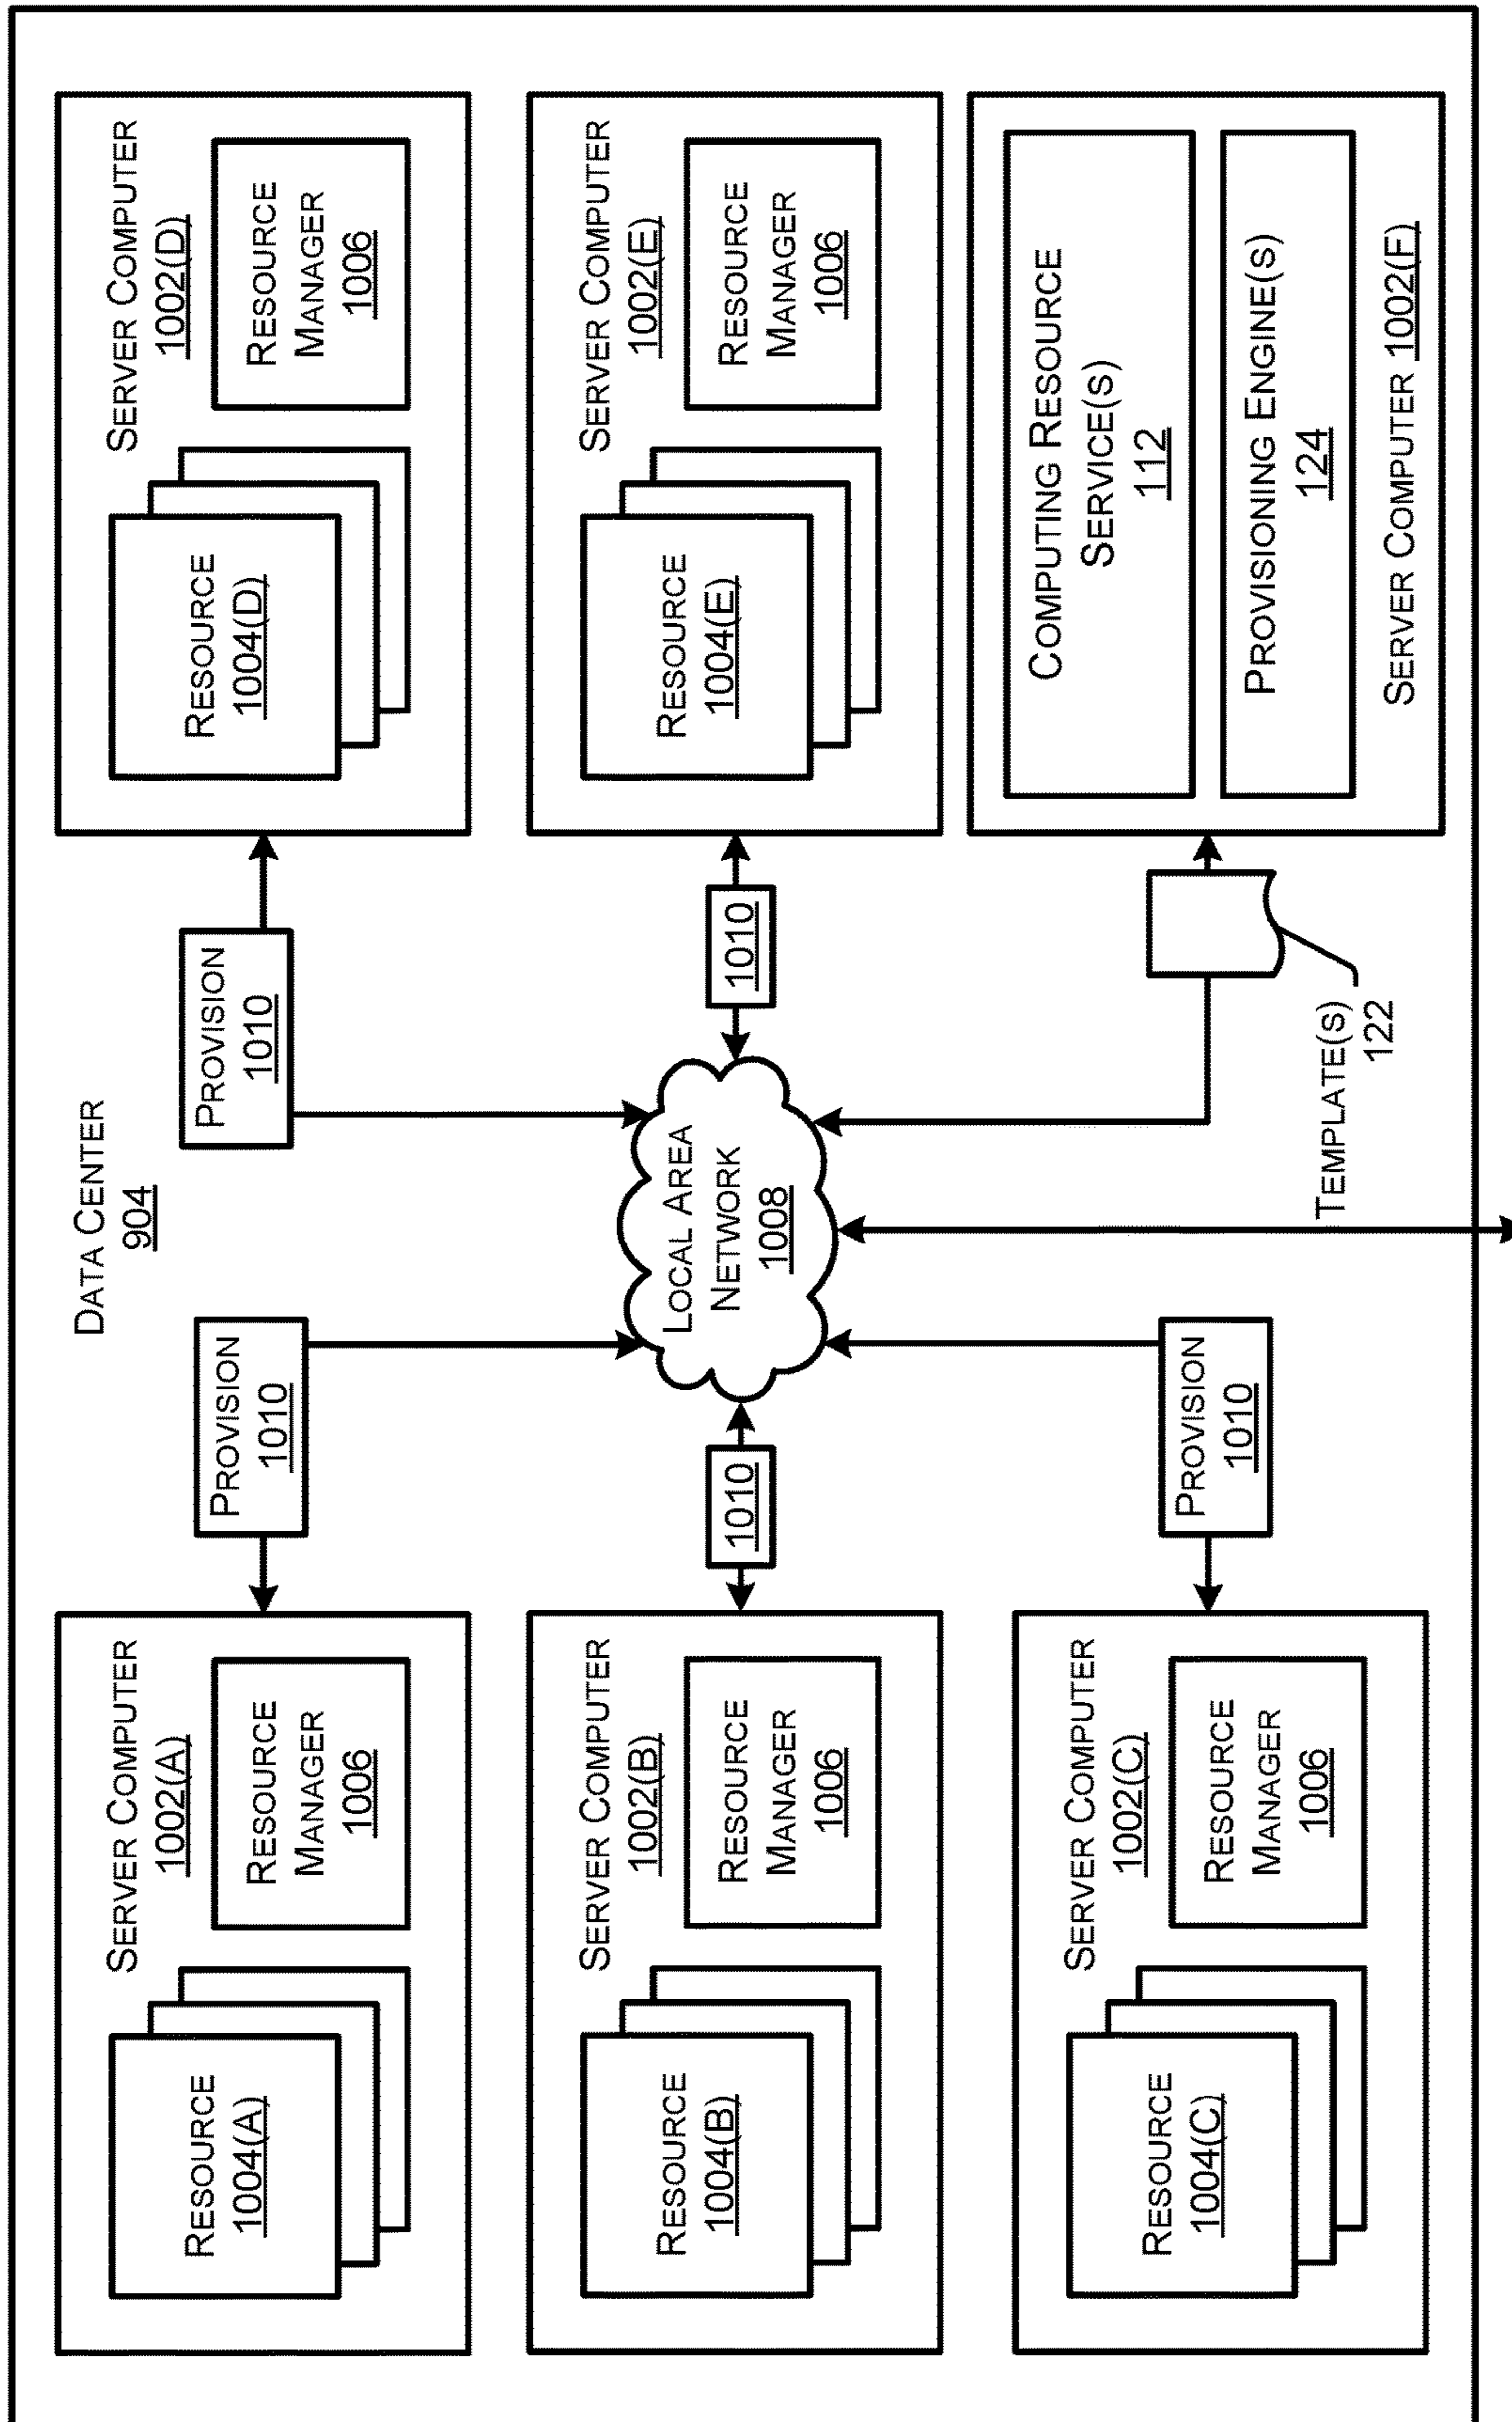 DATA CENTER
904
SERVER COMPUTER
1002(A)
RESOURCE
1004(A)
RESOURCE
MANAGER
1006
PROVISION
1010
PROVISION
1010
SERVER COMPUTER
1002(D)
RESOURCE
1004(D)
RESOURCE
MANAGER
1006
SERVER COMPUTER
1002(B)
RESOURCE
1004(B)
RESOURCE
MANAGER
1006
1010
LOCAL AREA
NETWORK
1008
1010
SERVER COMPUTER
1002(E)
RESOURCE
1004(E)
RESOURCE
MANAGER
1006
SERVER COMPUTER
1002(C)
RESOURCE
1004(C)
RESOURCE
MANAGER
1006
PROVISION
1010
TEMPLATE(S)
122
COMPUTING RESOURCE
SERVICE(S)
112
PROVISIONING ENGINE(S)
124
SERVER COMPUTER 1002(F)